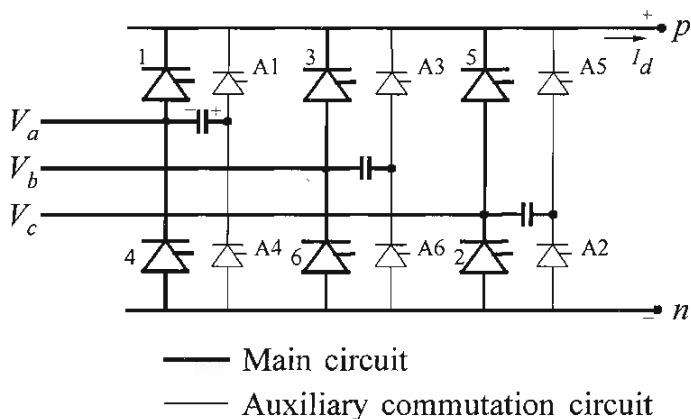 + p
1 A1 3 A3 5 A5 I_d
V_a − +
V_b
V_c
4 A4 6 A6 2 A2
− n
Main circuit
Auxiliary commutation circuit